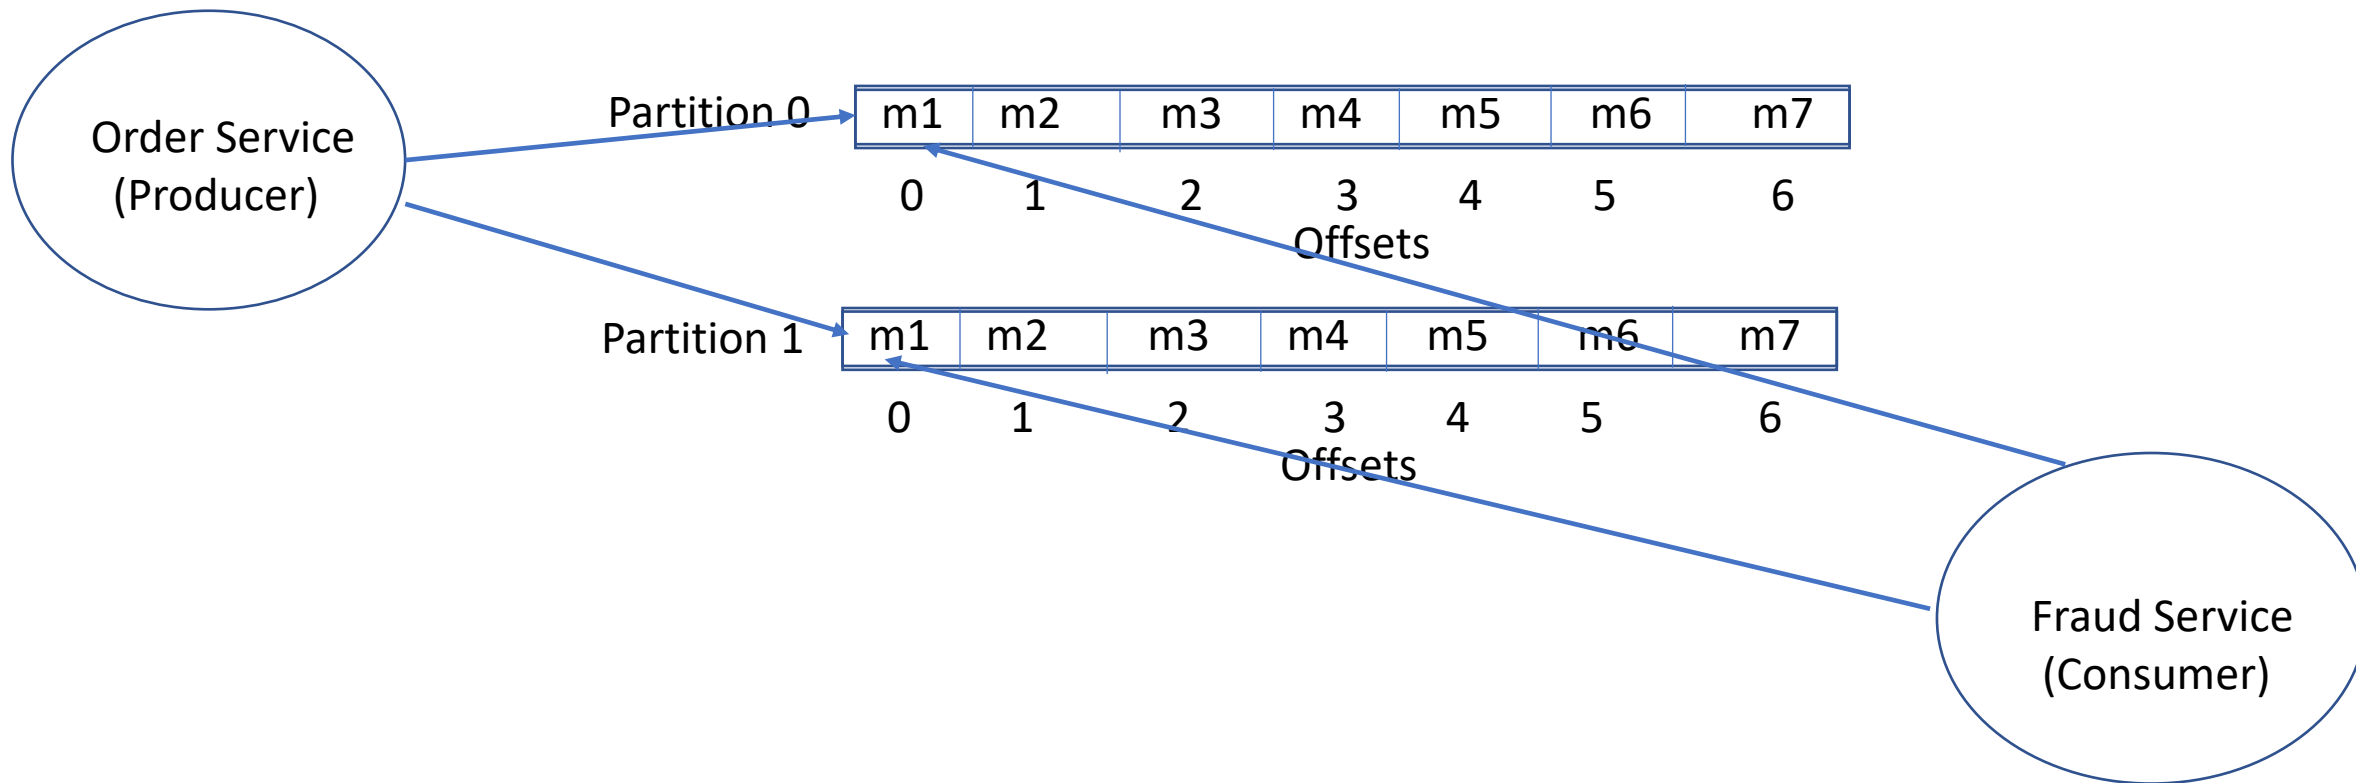 Order Service
(Producer)
Partition 0 m1 m2 m3 m4 m5 m6 m7
0 1 2 3 4 5 6
Offsets
Partition 1 m1 m2 m3 m4 m5 m6 m7
0 1 2 3 4 5 6
Offsets
Fraud Service
(Consumer)